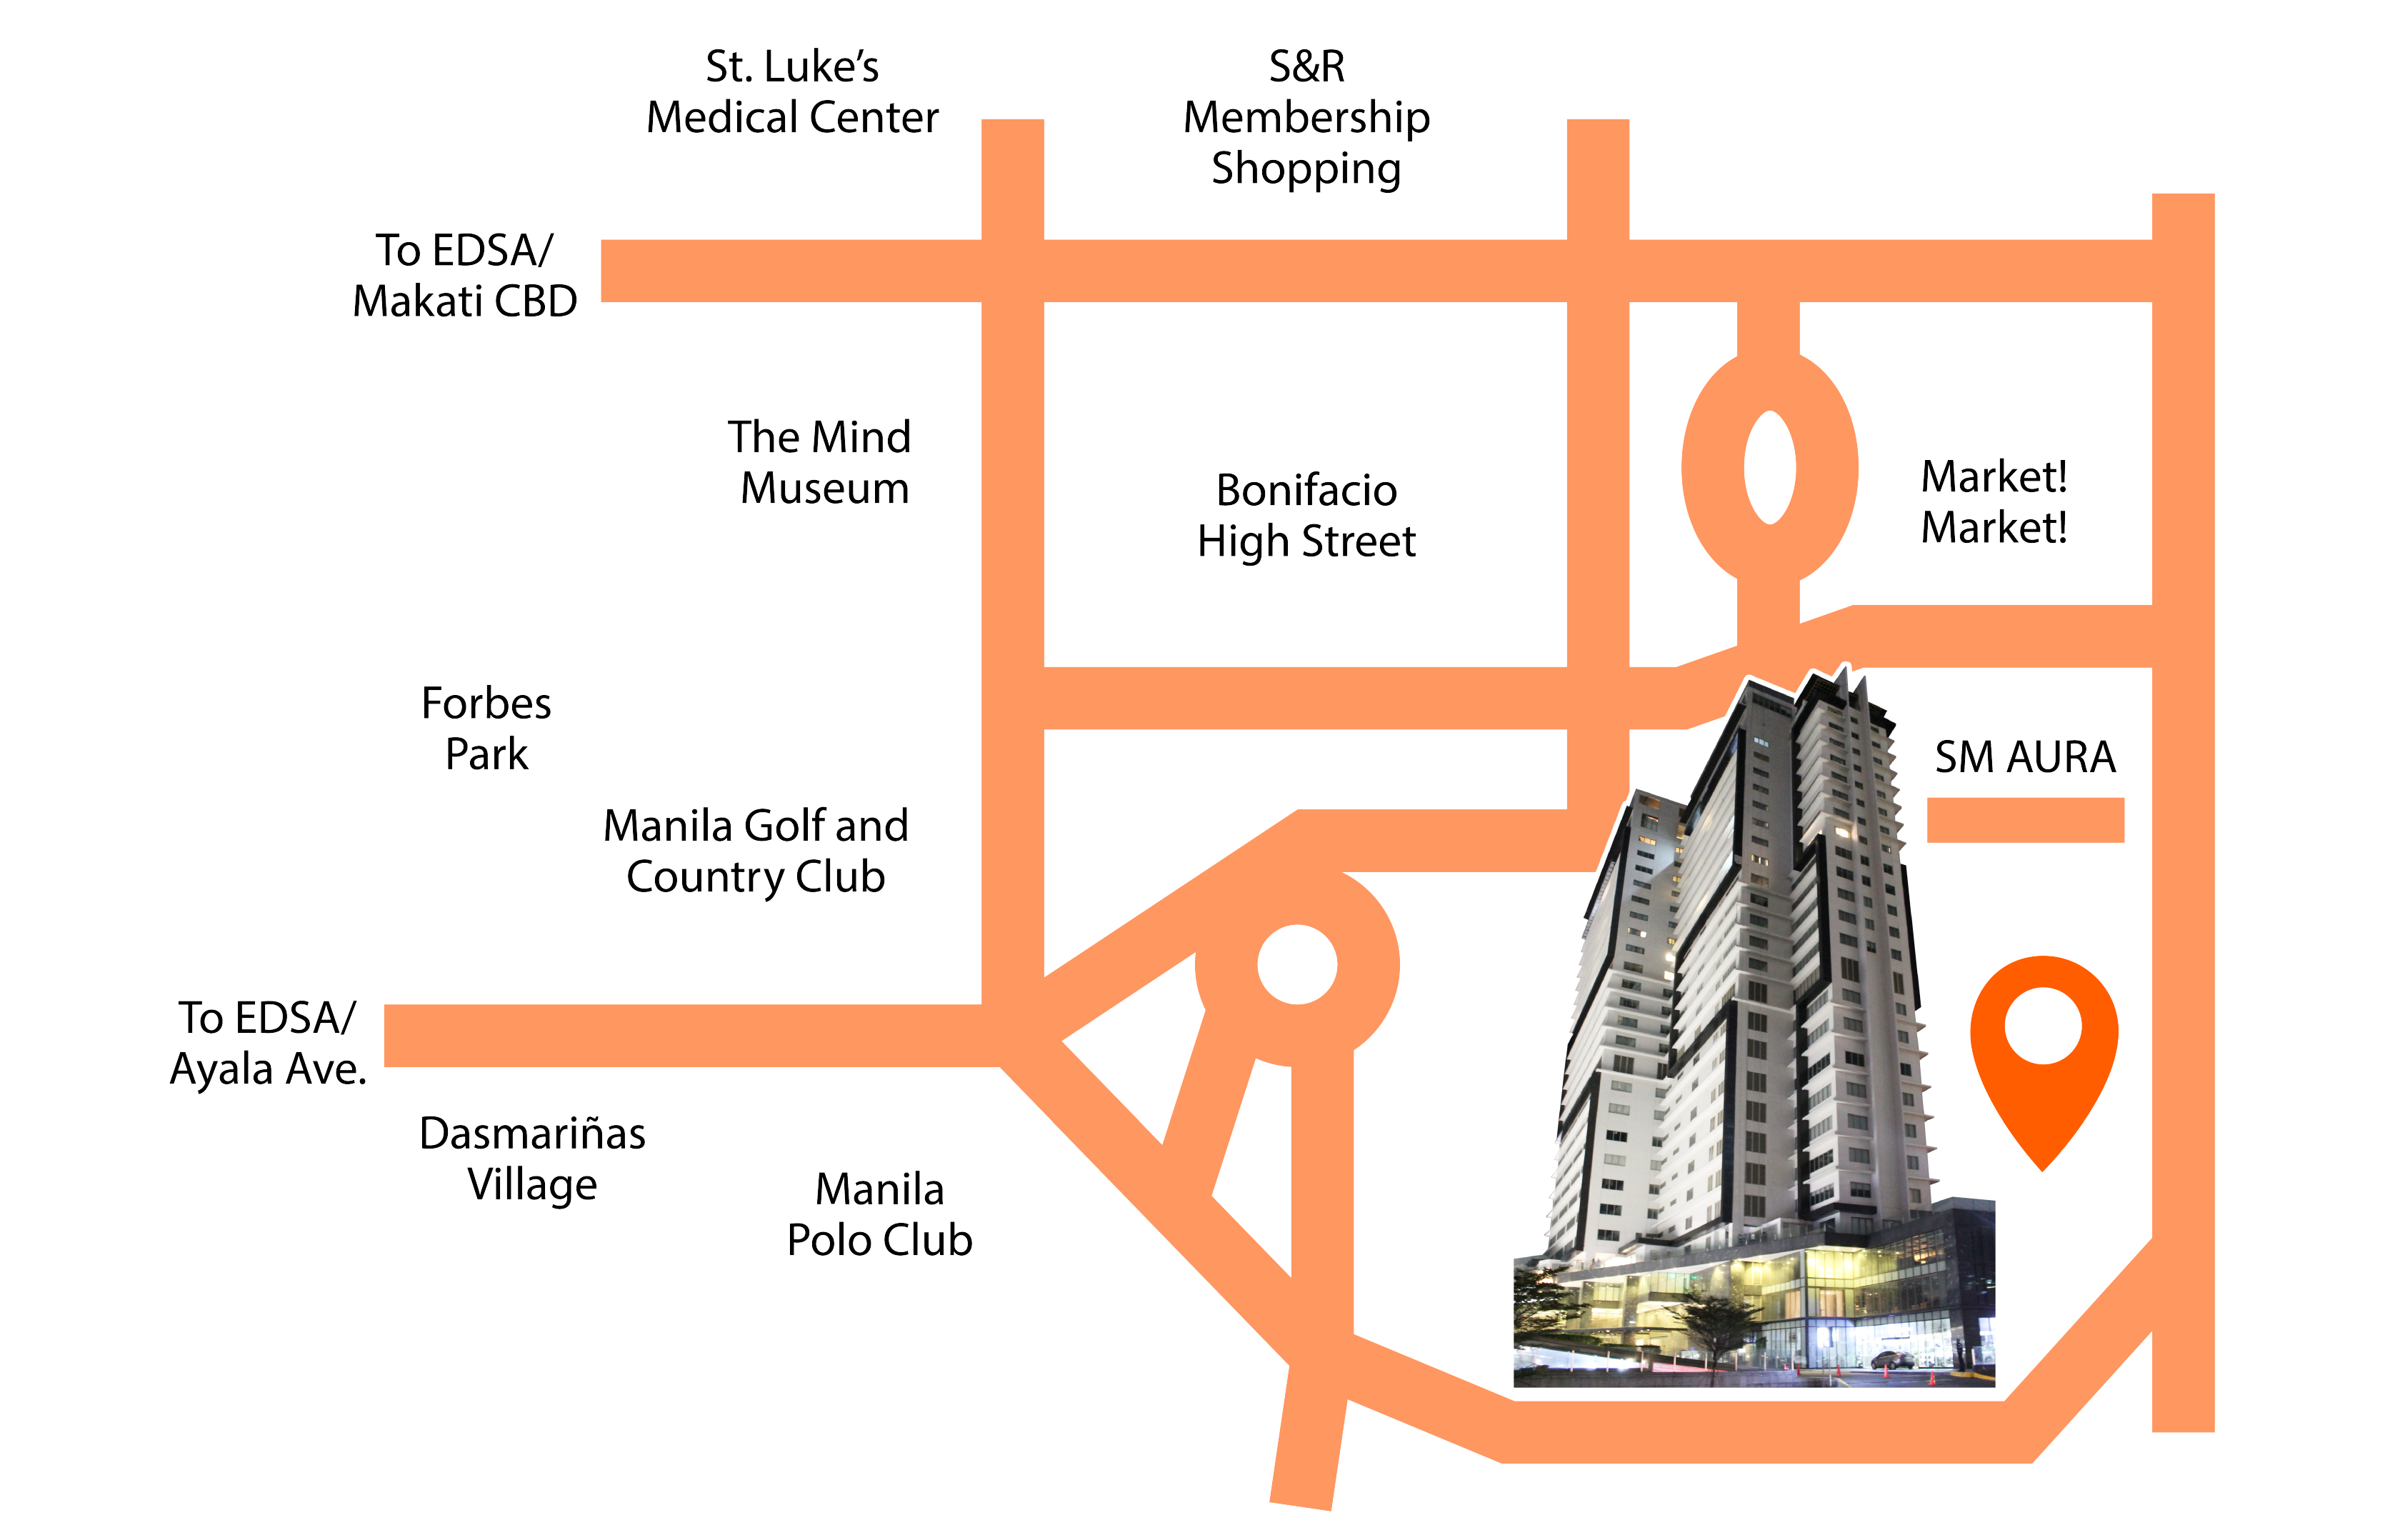 St. Luke’s
Medical Center
S&R
Membership
Shopping
To EDSA/
Makati CBD
The Mind
Museum
Bonifacio
High Street
Market!
Market!
Forbes
Park
SM AURA
Manila Golf and
Country Club
To EDSA/
Ayala Ave.
Dasmariñas
Village
Manila
Polo Club